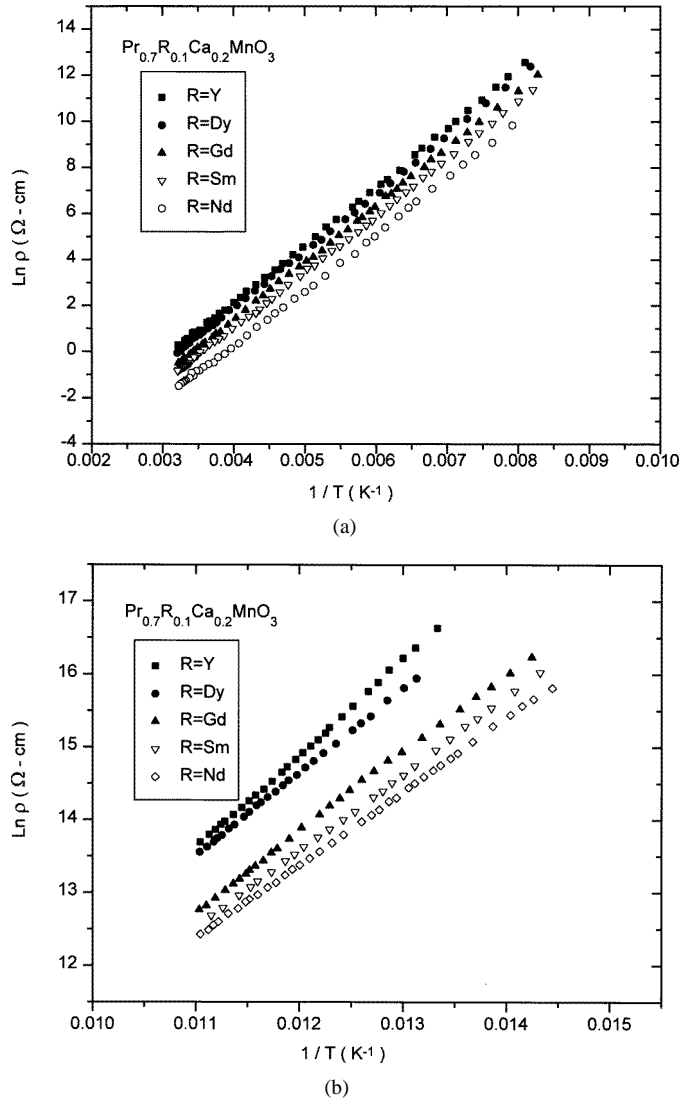 14
12
10
8
6
4
2
0
-2
-4
Ln ρ ( Ω - cm)
Pr0.7R0.1Ca0.2MnO3
R=Y
R=Dy
R=Gd
R=Sm
R=Nd
0.002 0.003 0.004 0.005 0.006 0.007 0.008 0.009 0.010
1 / T ( K-1 )
(a)
17
16
15
14
13
12
Ln ρ ( Ω - cm)
Pr0.7R0.1Ca0.2MnO3
R=Y
R=Dy
R=Gd
R=Sm
R=Nd
0.010 0.011 0.012 0.013 0.014 0.015
1 / T ( K-1 )
(b)